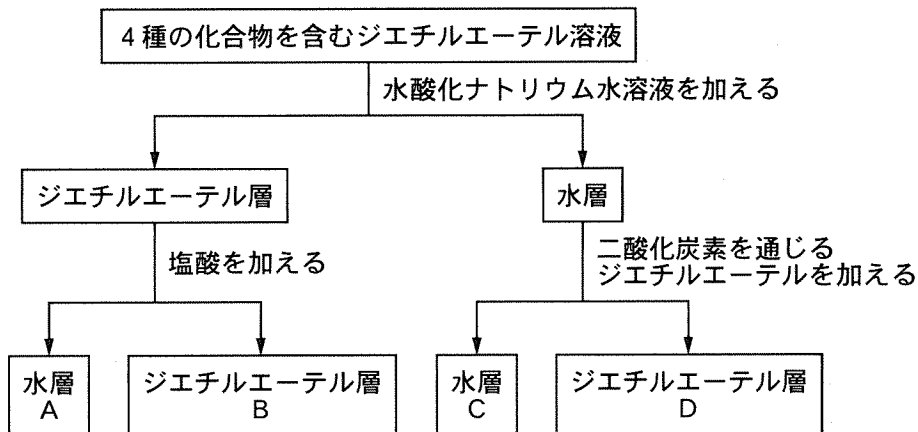 4種の化合物を含むジエチルエーテル溶液
水酸化ナトリウム水溶液を加える
ジエチルエーテル層
水層
塩酸を加える
二酸化炭素を通じる
ジエチルエーテルを加える
水層
A
ジエチルエーテル層
B
水層
C
ジエチルエーテル層
D